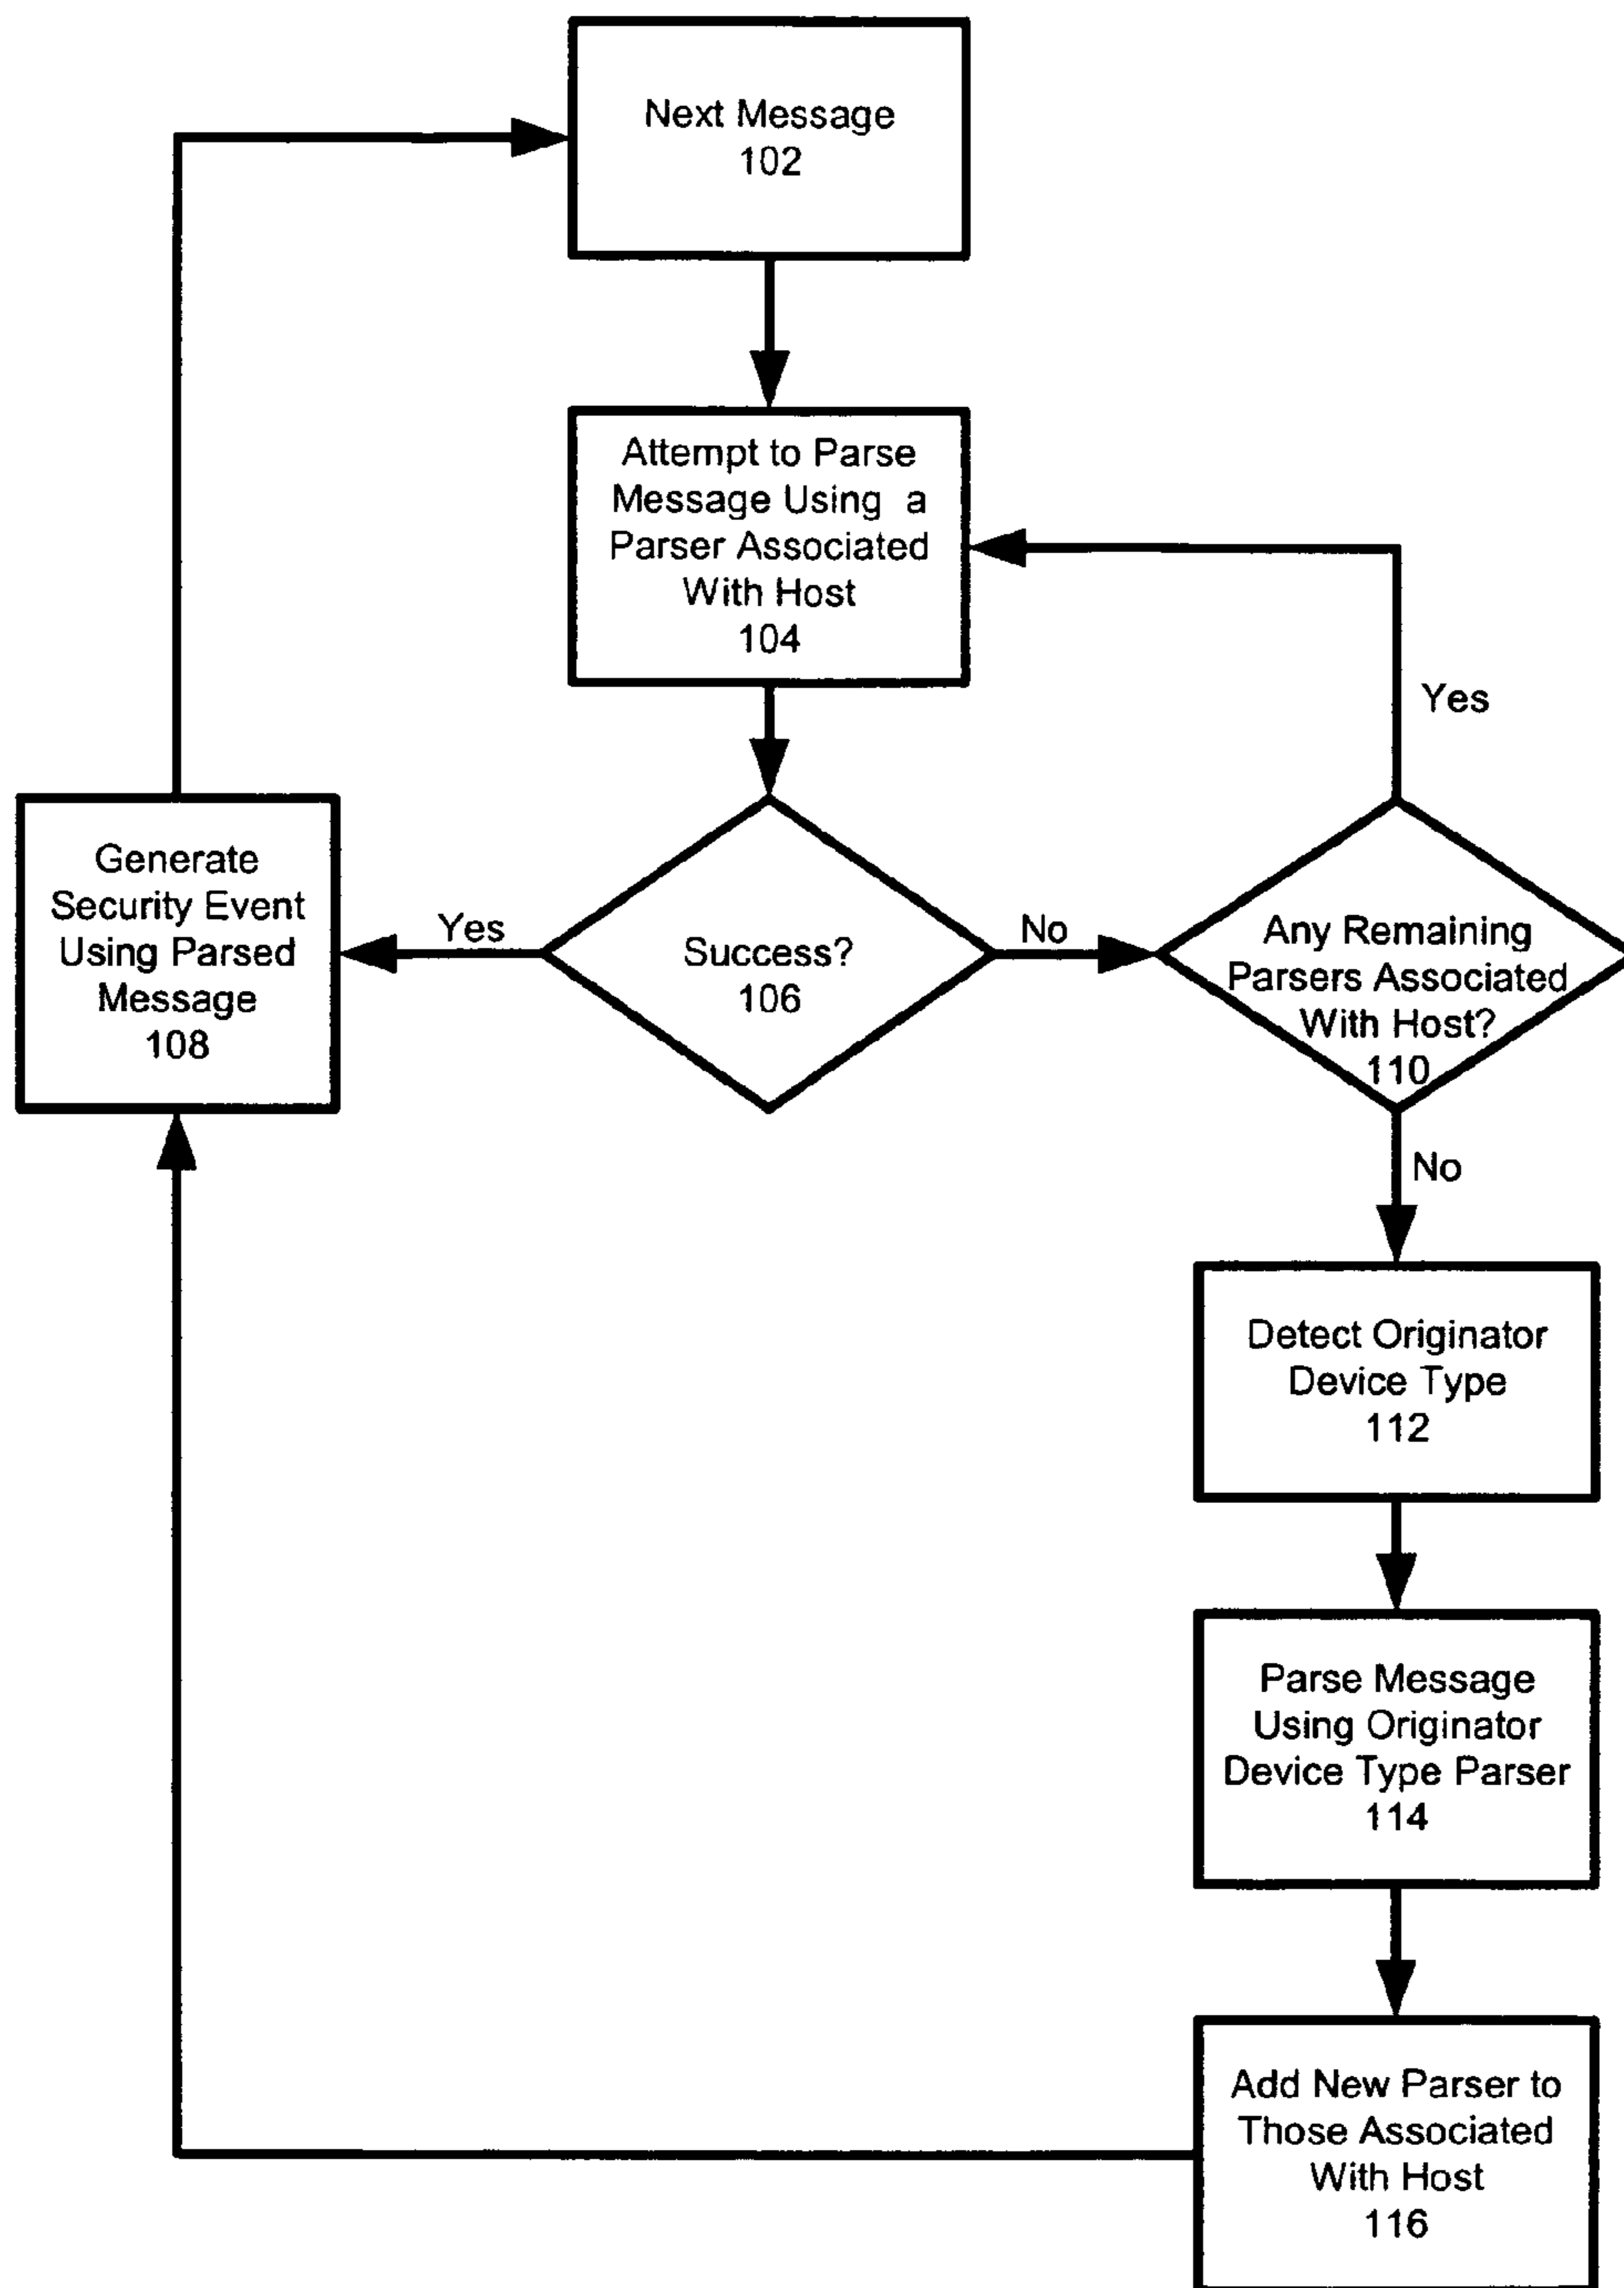 Next Message
102
Attempt to Parse
Message Using a
Parser Associated
With Host
104
Yes
Generate
Security Event
Using Parsed
Message
108
Yes
Success?
106
No
Any Remaining
Parsers Associated
With Host?
110
No
Detect Originator
Device Type
112
Parse Message
Using Originator
Device Type Parser
114
Add New Parser to
Those Associated
With Host
116